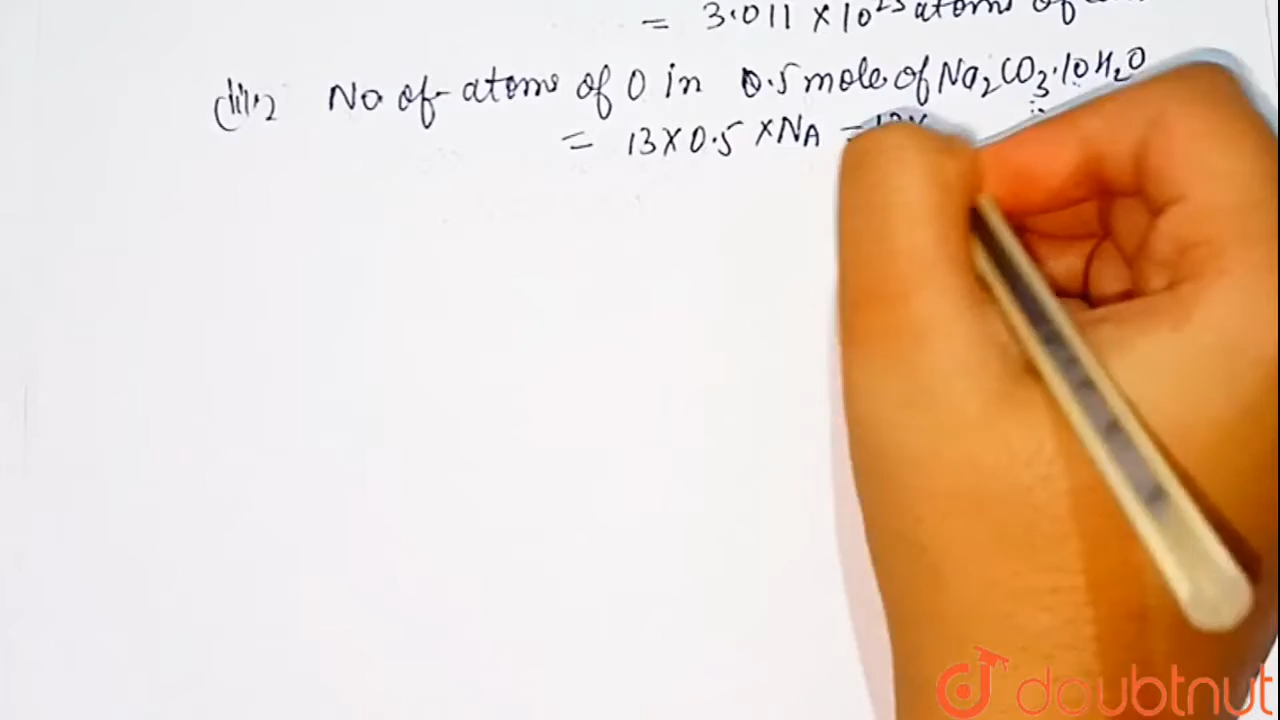 = 3.011 × 10²³ atoms of
(iii) No of atoms of O in 0.5 mole of Na₂CO₃·10H₂O
= 13 × 0.5 × NA = 13×
doubtnut